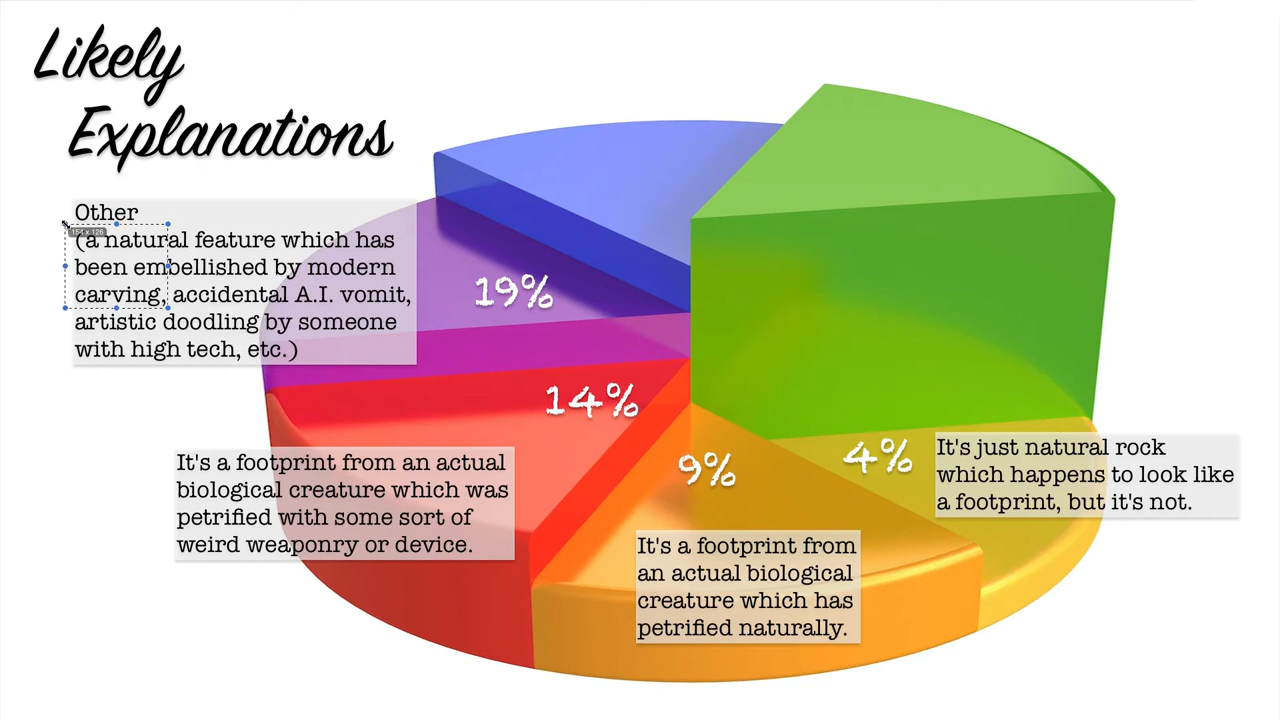 Likely
Explanations
Other
154 x 126
(a natural feature which has
been embellished by modern
carving, accidental A.I. vomit,
artistic doodling by someone
with high tech, etc.)
19%
14%
9%
4%
It's just natural rock
which happens to look like
a footprint, but it's not.
It's a footprint from an actual
biological creature which was
petrified with some sort of
weird weaponry or device.
It's a footprint from
an actual biological
creature which has
petrified naturally.